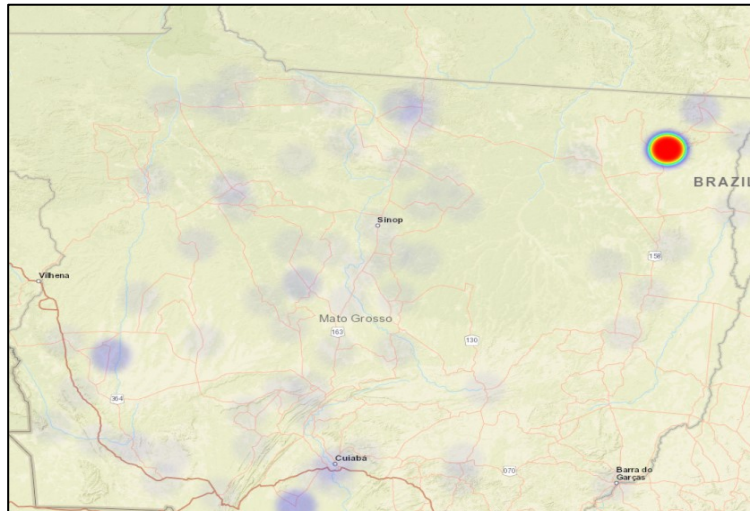 BRAZIL
Sinop
158
Vilhena
Mato Grosso
163
130
364
Cuiabá
070
Barra do
Garças